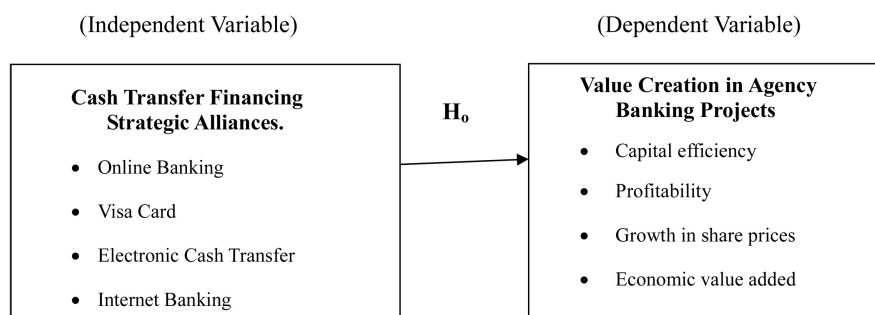 (Independent Variable)
Cash Transfer Financing
Strategic Alliances.
• Online Banking
• Visa Card
• Electronic Cash Transfer
• Internet Banking
Ho
(Dependent Variable)
Value Creation in Agency
Banking Projects
• Capital efficiency
• Profitability
• Growth in share prices
• Economic value added